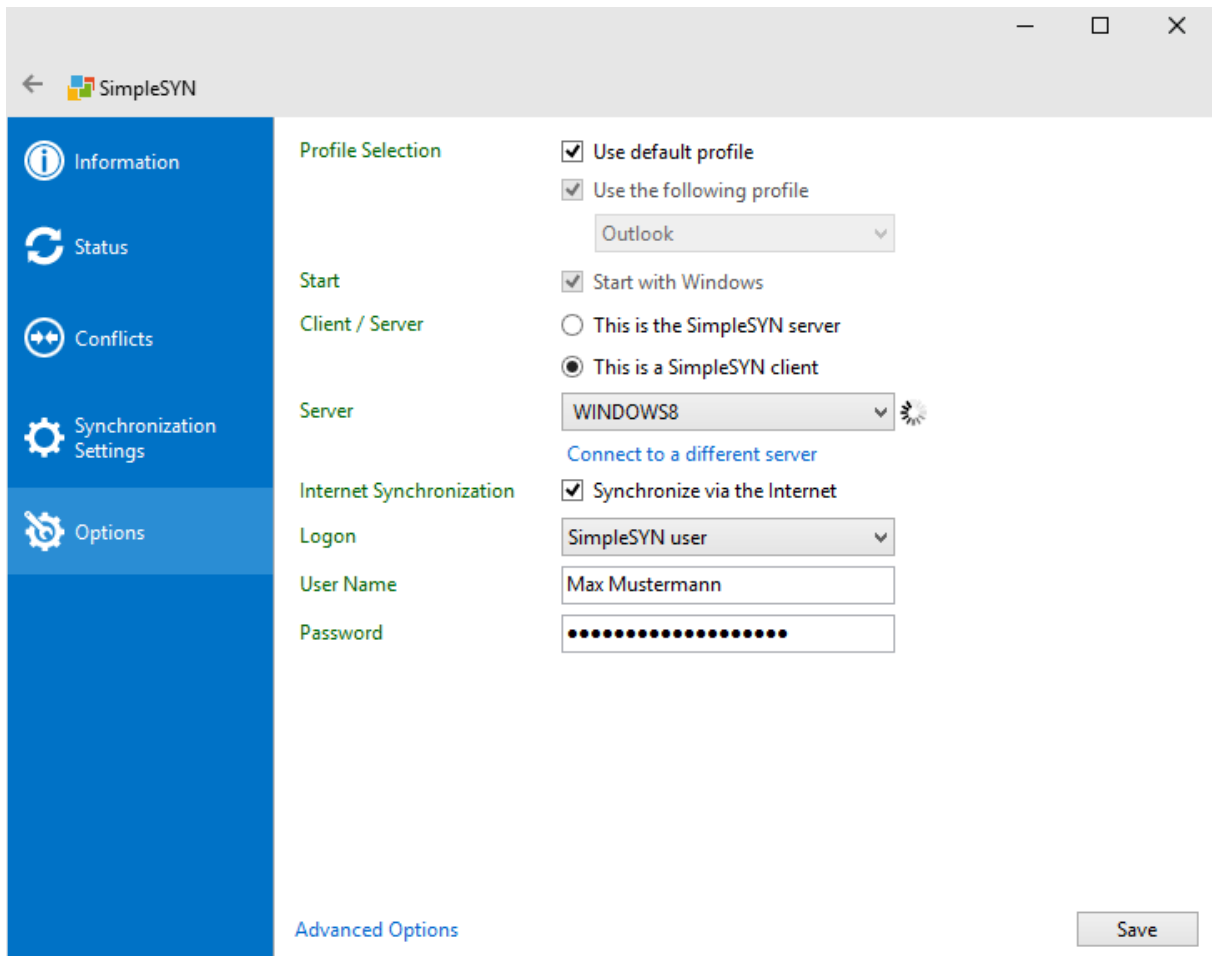 SimpleSYN
Information
Status
Conflicts
Synchronization
Settings
Options
Profile Selection
Use default profile
Use the following profile
Outlook
Start
Start with Windows
Client / Server
This is the SimpleSYN server
This is a SimpleSYN client
Server
WINDOWS8
Connect to a different server
Internet Synchronization
Synchronize via the Internet
Logon
SimpleSYN user
User Name
Max Mustermann
Password
Advanced Options
Save